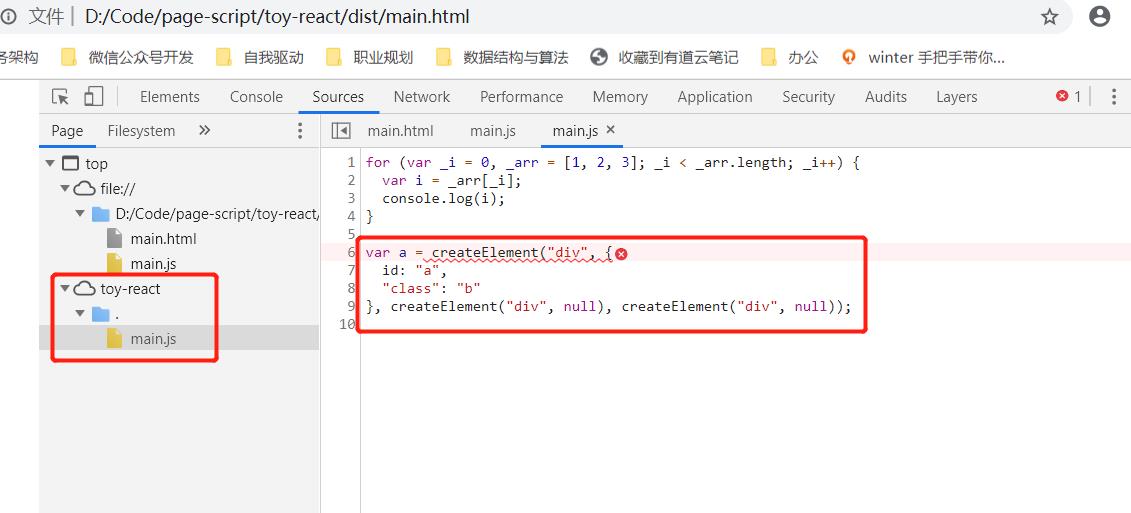 文件 | D:/Code/page-script/toy-react/dist/main.html
务架构 微信公众号开发 自我驱动 职业规划 数据结构与算法 收藏到有道云笔记 办公 winter 手把手带你...
Elements Console Sources Network Performance Memory Application Security Audits Layers 1
Page Filesystem » main.html main.js main.js ×
top
file://
D:/Code/page-script/toy-react/
main.html
main.js
toy-react
.
main.js
1 for (var _i = 0, _arr = [1, 2, 3]; _i < _arr.length; _i++) {
2 var i = _arr[_i];
3 console.log(i);
4 }
5
6 var a = createElement("div", {
7 id: "a",
8 "class": "b"
9 }, createElement("div", null), createElement("div", null));
10